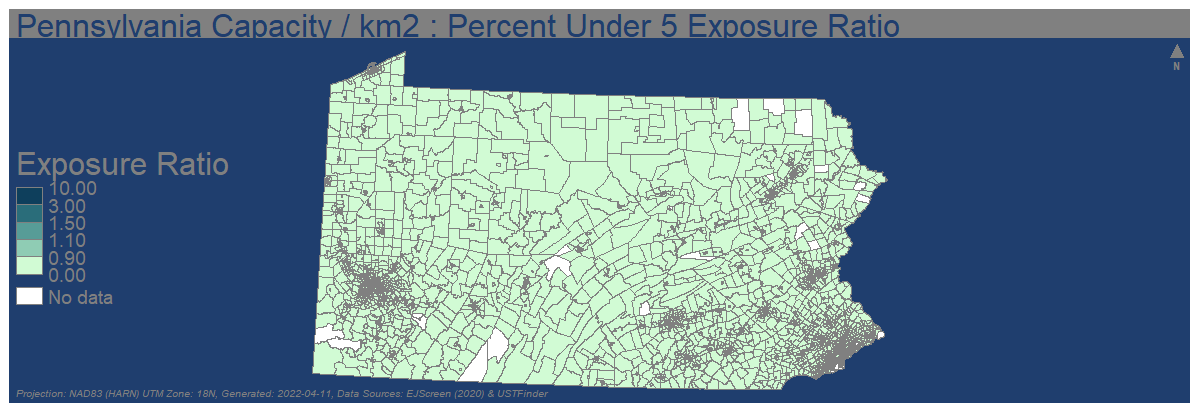 Pennsylvania Capacity / km2 : Percent Under 5 Exposure Ratio
N
Exposure Ratio
10.00
3.00
1.50
1.10
0.90
0.00
No data
Projection: NAD83 (HARN) UTM Zone: 18N, Generated: 2022-04-11, Data Sources: EJScreen (2020) & USTFinder